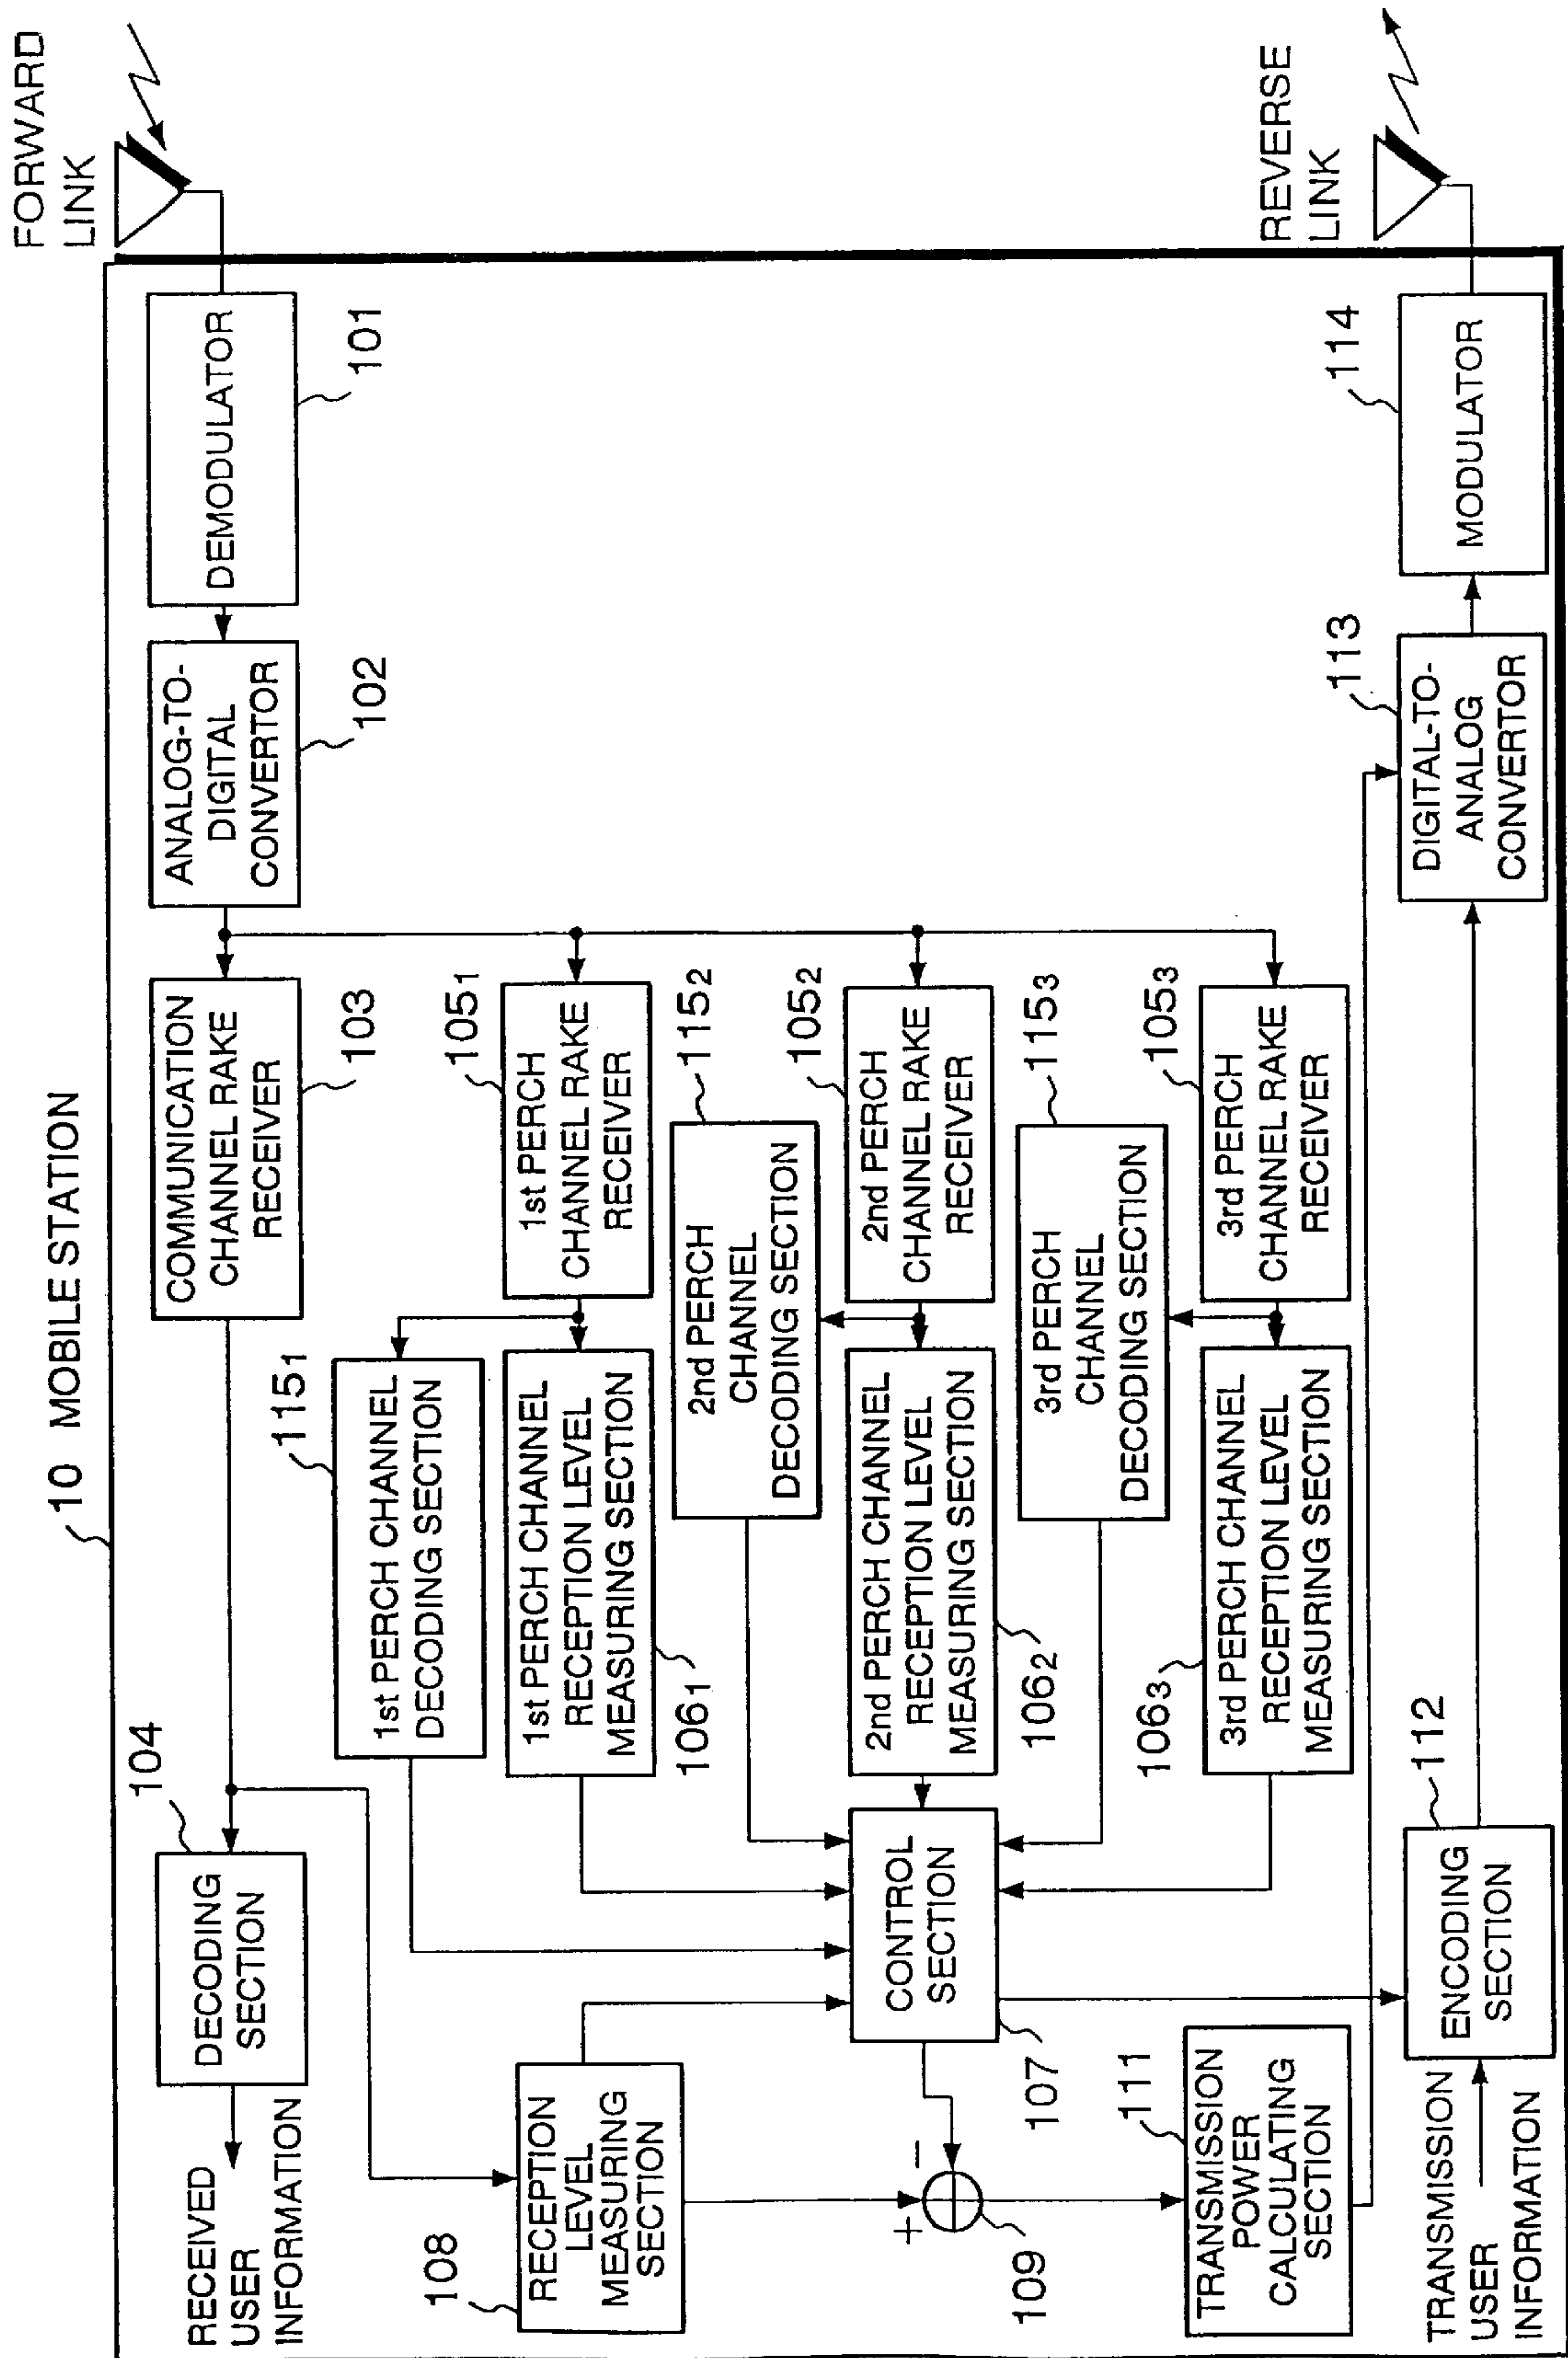 10 MOBILE STATION
FORWARD
LINK
DEMODULATOR
101
ANALOG-TO-
DIGITAL
CONVERTOR
102
COMMUNICATION
CHANNEL RAKE
RECEIVER
103
104
DECODING
SECTION
RECEIVED
USER
INFORMATION
1st PERCH
CHANNEL RAKE
RECEIVER
1051
1151
1st PERCH CHANNEL
DECODING SECTION
1st PERCH CHANNEL
RECEPTION LEVEL
MEASURING SECTION
1061
1152
2nd PERCH
CHANNEL
DECODING SECTION
1052
2nd PERCH
CHANNEL RAKE
RECEIVER
2nd PERCH CHANNEL
RECEPTION LEVEL
MEASURING SECTION
1062
1153
3rd PERCH
CHANNEL
DECODING SECTION
1053
3rd PERCH
CHANNEL RAKE
RECEIVER
1063
3rd PERCH CHANNEL
RECEPTION LEVEL
MEASURING SECTION
CONTROL
SECTION
107
108
RECEPTION
LEVEL
MEASURING
SECTION
+
−
109
111
TRANSMISSION
POWER
CALCULATING
SECTION
TRANSMISSION
USER
INFORMATION
112
ENCODING
SECTION
113
DIGITAL-TO-
ANALOG
CONVERTOR
114
MODULATOR
REVERSE
LINK